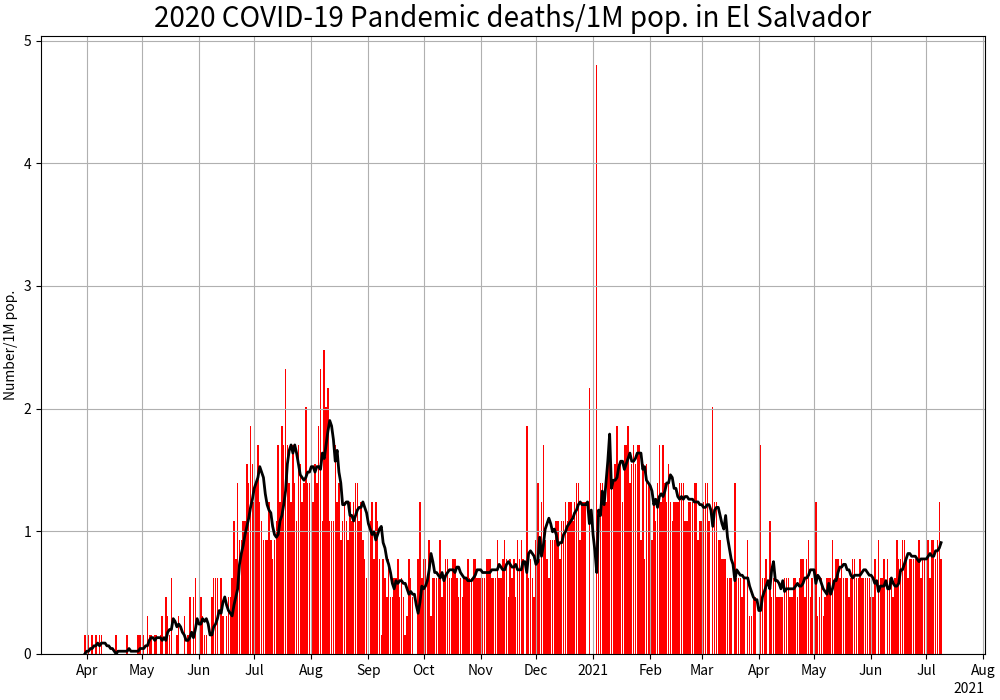 2020 COVID-19 Pandemic deaths/1M pop. in El Salvador
Number/1M pop.
5
4
3
2
1
0
Apr May Jun Jul Aug Sep Oct Nov Dec 2021 Feb Mar Apr May Jun Jul Aug
2021